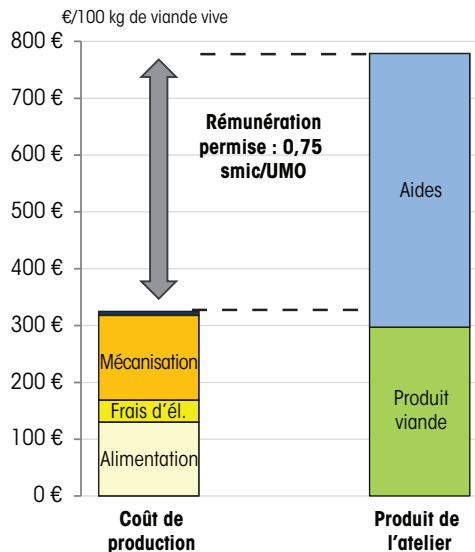 €/100 kg de viande vive
800 €
700 €
600 €
500 €
400 €
300 €
200 €
100 €
0 €
Rémunération
permise : 0,75
smic/UMO
Aides
Mécanisation
Frais d'él.
Alimentation
Produit
viande
Coût de
production
Produit de
l'atelier